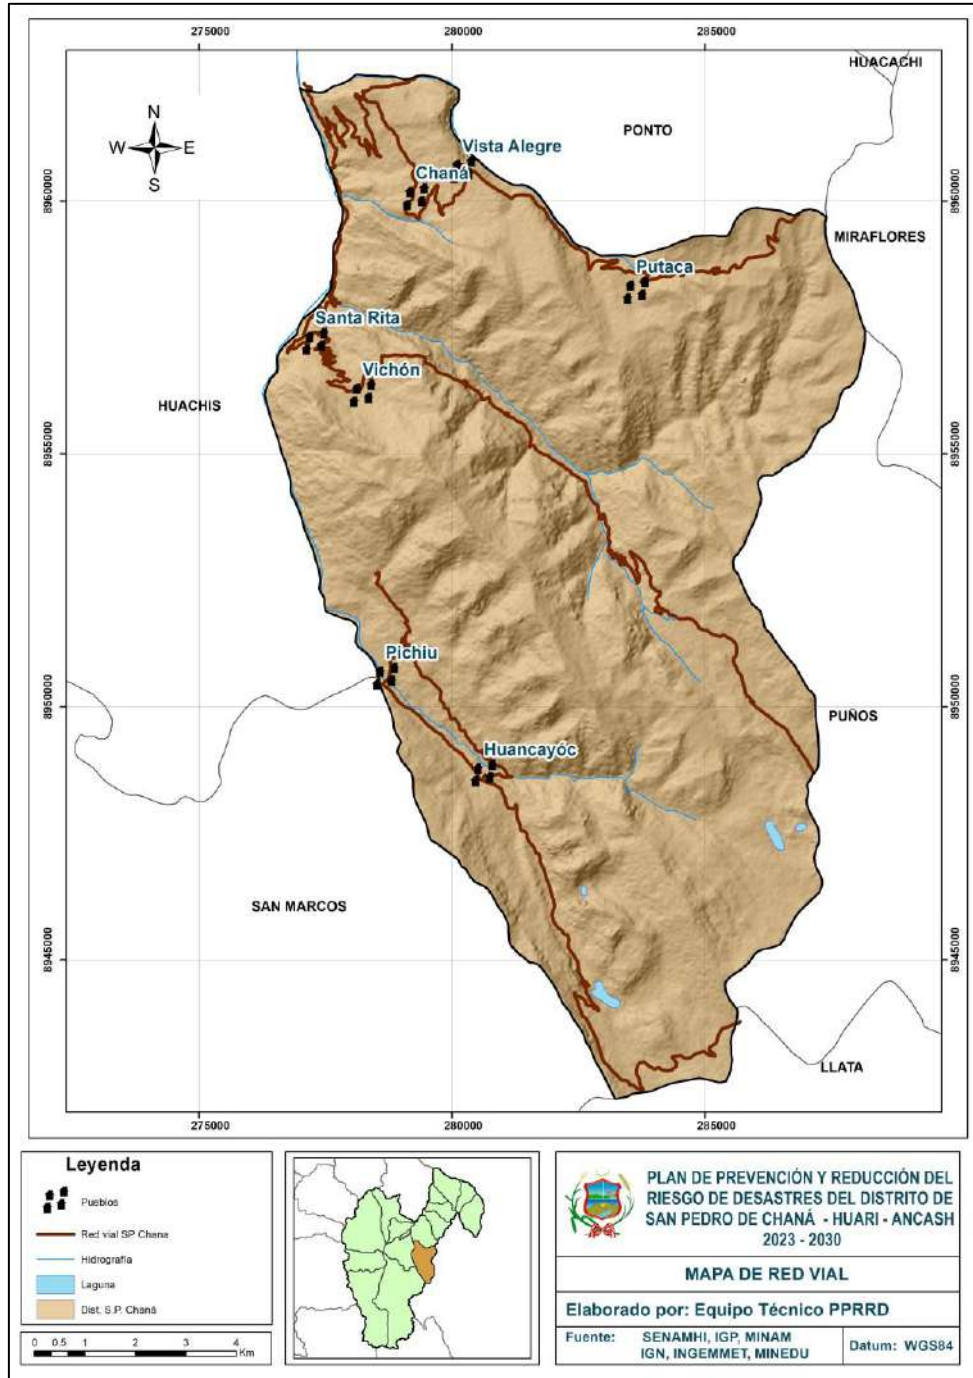 275000 280000 285000
HUACACHI
N
W E
S
PONTO
Vista Alegre
Chaná
8960000 8960000
MIRAFLORES
Putaca
Santa Rita
Vichón
HUACHIS
8955000 8955000
Pichiu
8950000 8950000
PUÑOS
Huancayóc
SAN MARCOS
8945000 8945000
LLATA
275000 280000 285000
Leyenda
Pueblos
Red vial SP Chana
Hidrografia
Laguna
Dist. S.P. Chaná
0 0.5 1 2 3 4
Km
PLAN DE PREVENCIÓN Y REDUCCIÓN DEL
RIESGO DE DESASTRES DEL DISTRITO DE
SAN PEDRO DE CHANÁ - HUARI - ANCASH
2023 - 2030
MAPA DE RED VIAL
Elaborado por: Equipo Técnico PPRRD
Fuente: SENAMHI, IGP, MINAM
IGN, INGEMMET, MINEDU
Datum: WGS84